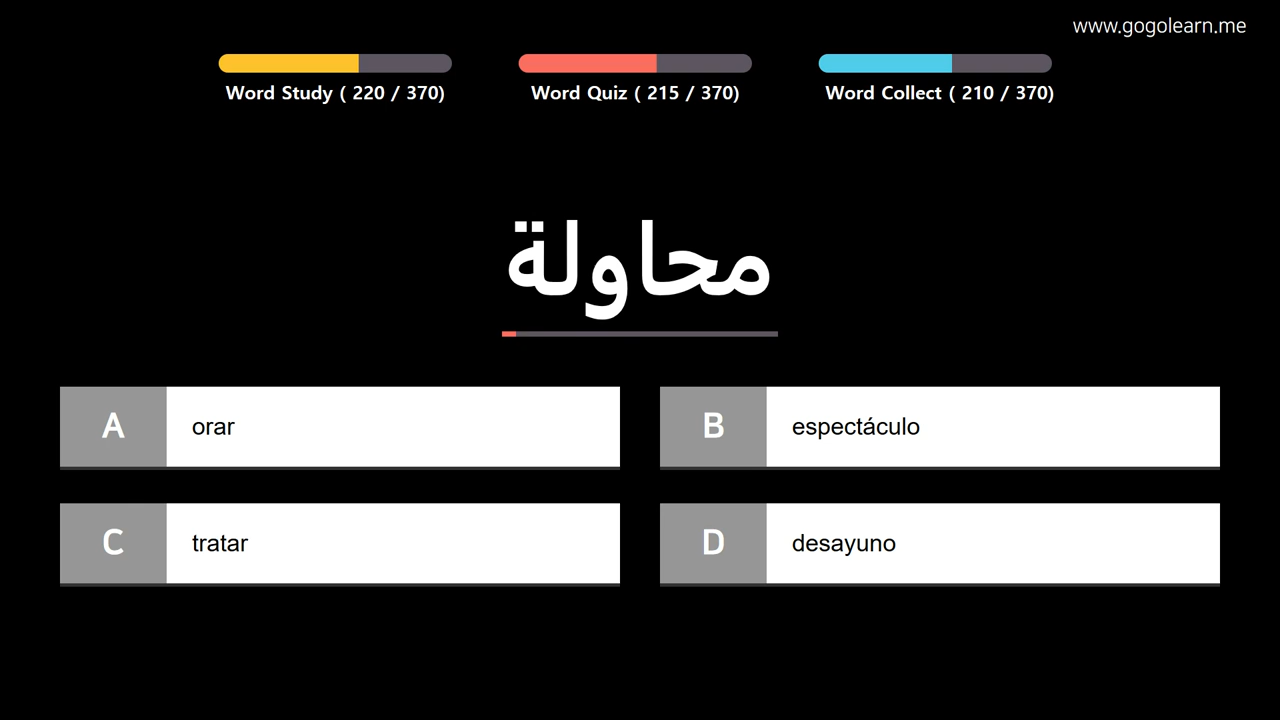 www.gogolearn.me
Word Study ( 220 / 370)
Word Quiz ( 215 / 370)
Word Collect ( 210 / 370)
محاولة
A
orar
B
espectáculo
C
tratar
D
desayuno